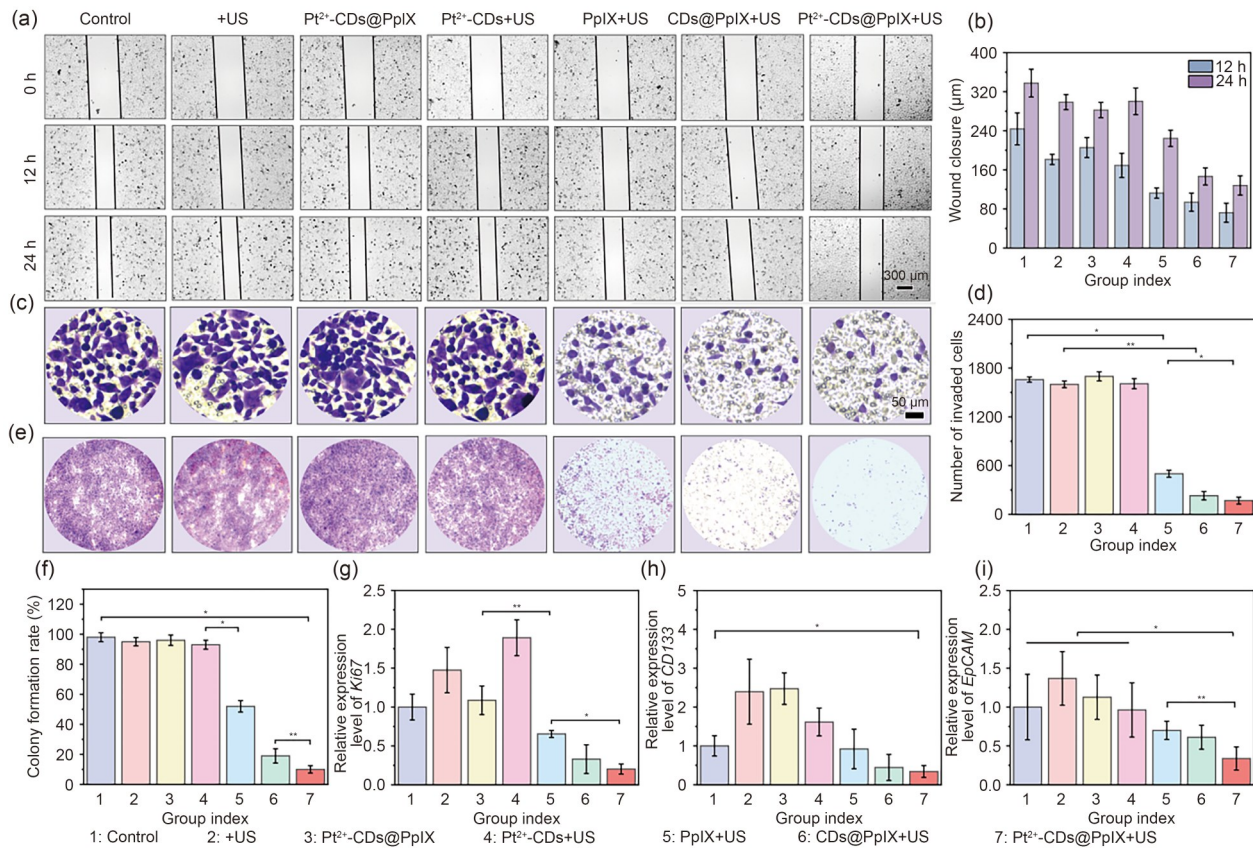 (a)
Control
+US
Pt²⁺-CDs@PpIX
Pt²⁺-CDs+US
PpIX+US
CDs@PpIX+US
Pt²⁺-CDs@PpIX+US
0 h
12 h
24 h
300 μm
(b)
Wound closure (μm)
400
320
240
160
80
0
12 h
24 h
1 2 3 4 5 6 7
Group index
(c)
50 μm
(d)
Number of invaded cells
2400
1800
1200
600
0
*
**
*
1 2 3 4 5 6 7
Group index
(e)
(f)
Colony formation rate (%)
120
100
80
60
40
20
0
*
*
**
1 2 3 4 5 6 7
Group index
(g)
Relative expression
level of Ki67
2.5
2.0
1.5
1.0
0.5
0.0
**
*
1 2 3 4 5 6 7
Group index
(h)
Relative expression
level of CD133
5
4
3
2
1
0
*
1 2 3 4 5 6 7
Group index
(i)
Relative expression
level of EpCAM
2.5
2.0
1.5
1.0
0.5
0.0
*
**
1 2 3 4 5 6 7
Group index
1: Control 2: +US 3: Pt²⁺-CDs@PpIX 4: Pt²⁺-CDs+US 5: PpIX+US 6: CDs@PpIX+US 7: Pt²⁺-CDs@PpIX+US